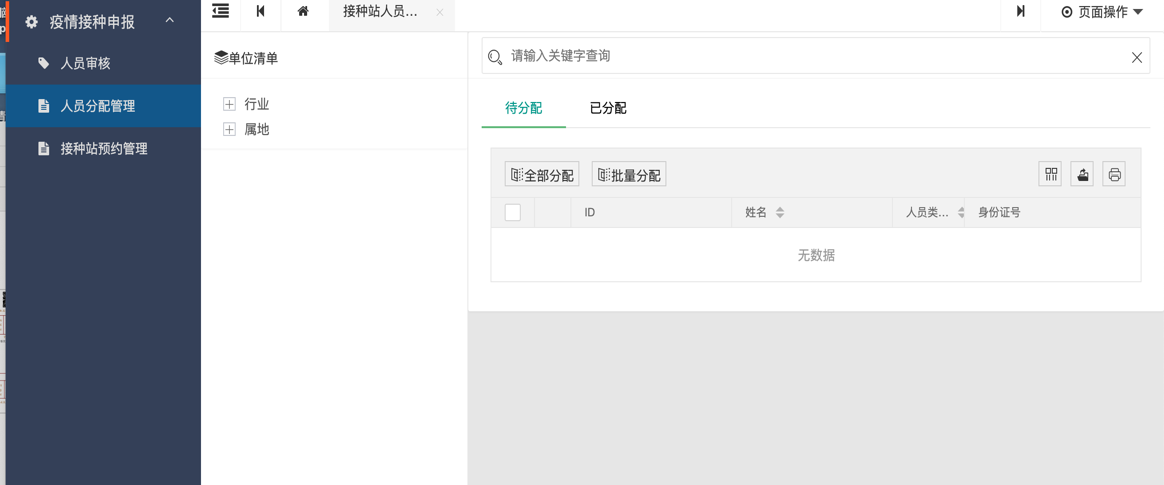 疫情接种申报
人员审核
人员分配管理
接种站预约管理
接种站人员...
页面操作
单位清单
行业
属地
请输入关键字查询
待分配 已分配
全部分配 批量分配
ID 姓名 人员类... 身份证号
无数据